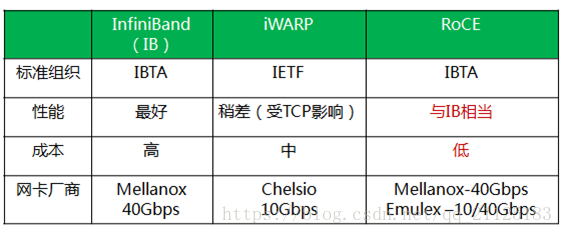 InfiniBand iWARP RoCE
（IB）
标准组织 IBTA IETF IBTA
性能 最好 稍差（受TCP影响） 与IB相当
成本 高 中 低
网卡厂商 Mellanox Chelsio Mellanox-40Gbps
40Gbps 10Gbps Emulex –10/40Gbps